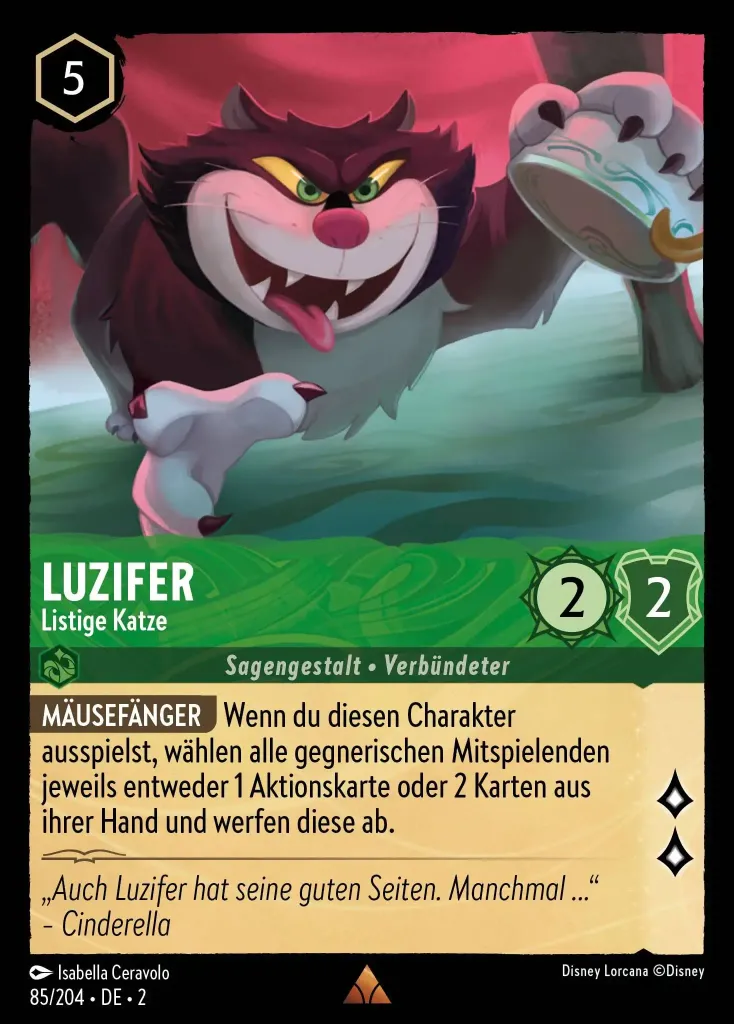 5
LUZIFER
Listige Katze
2
2
Sagengestalt • Verbündeter
MÄUSEFÄNGER Wenn du diesen Charakter
ausspielst, wählen alle gegnerischen Mitspielenden
jeweils entweder 1 Aktionskarte oder 2 Karten aus
ihrer Hand und werfen diese ab.
„Auch Luzifer hat seine guten Seiten. Manchmal ...“
- Cinderella
Isabella Ceravolo
Disney Lorcana ©Disney
85/204 • DE • 2